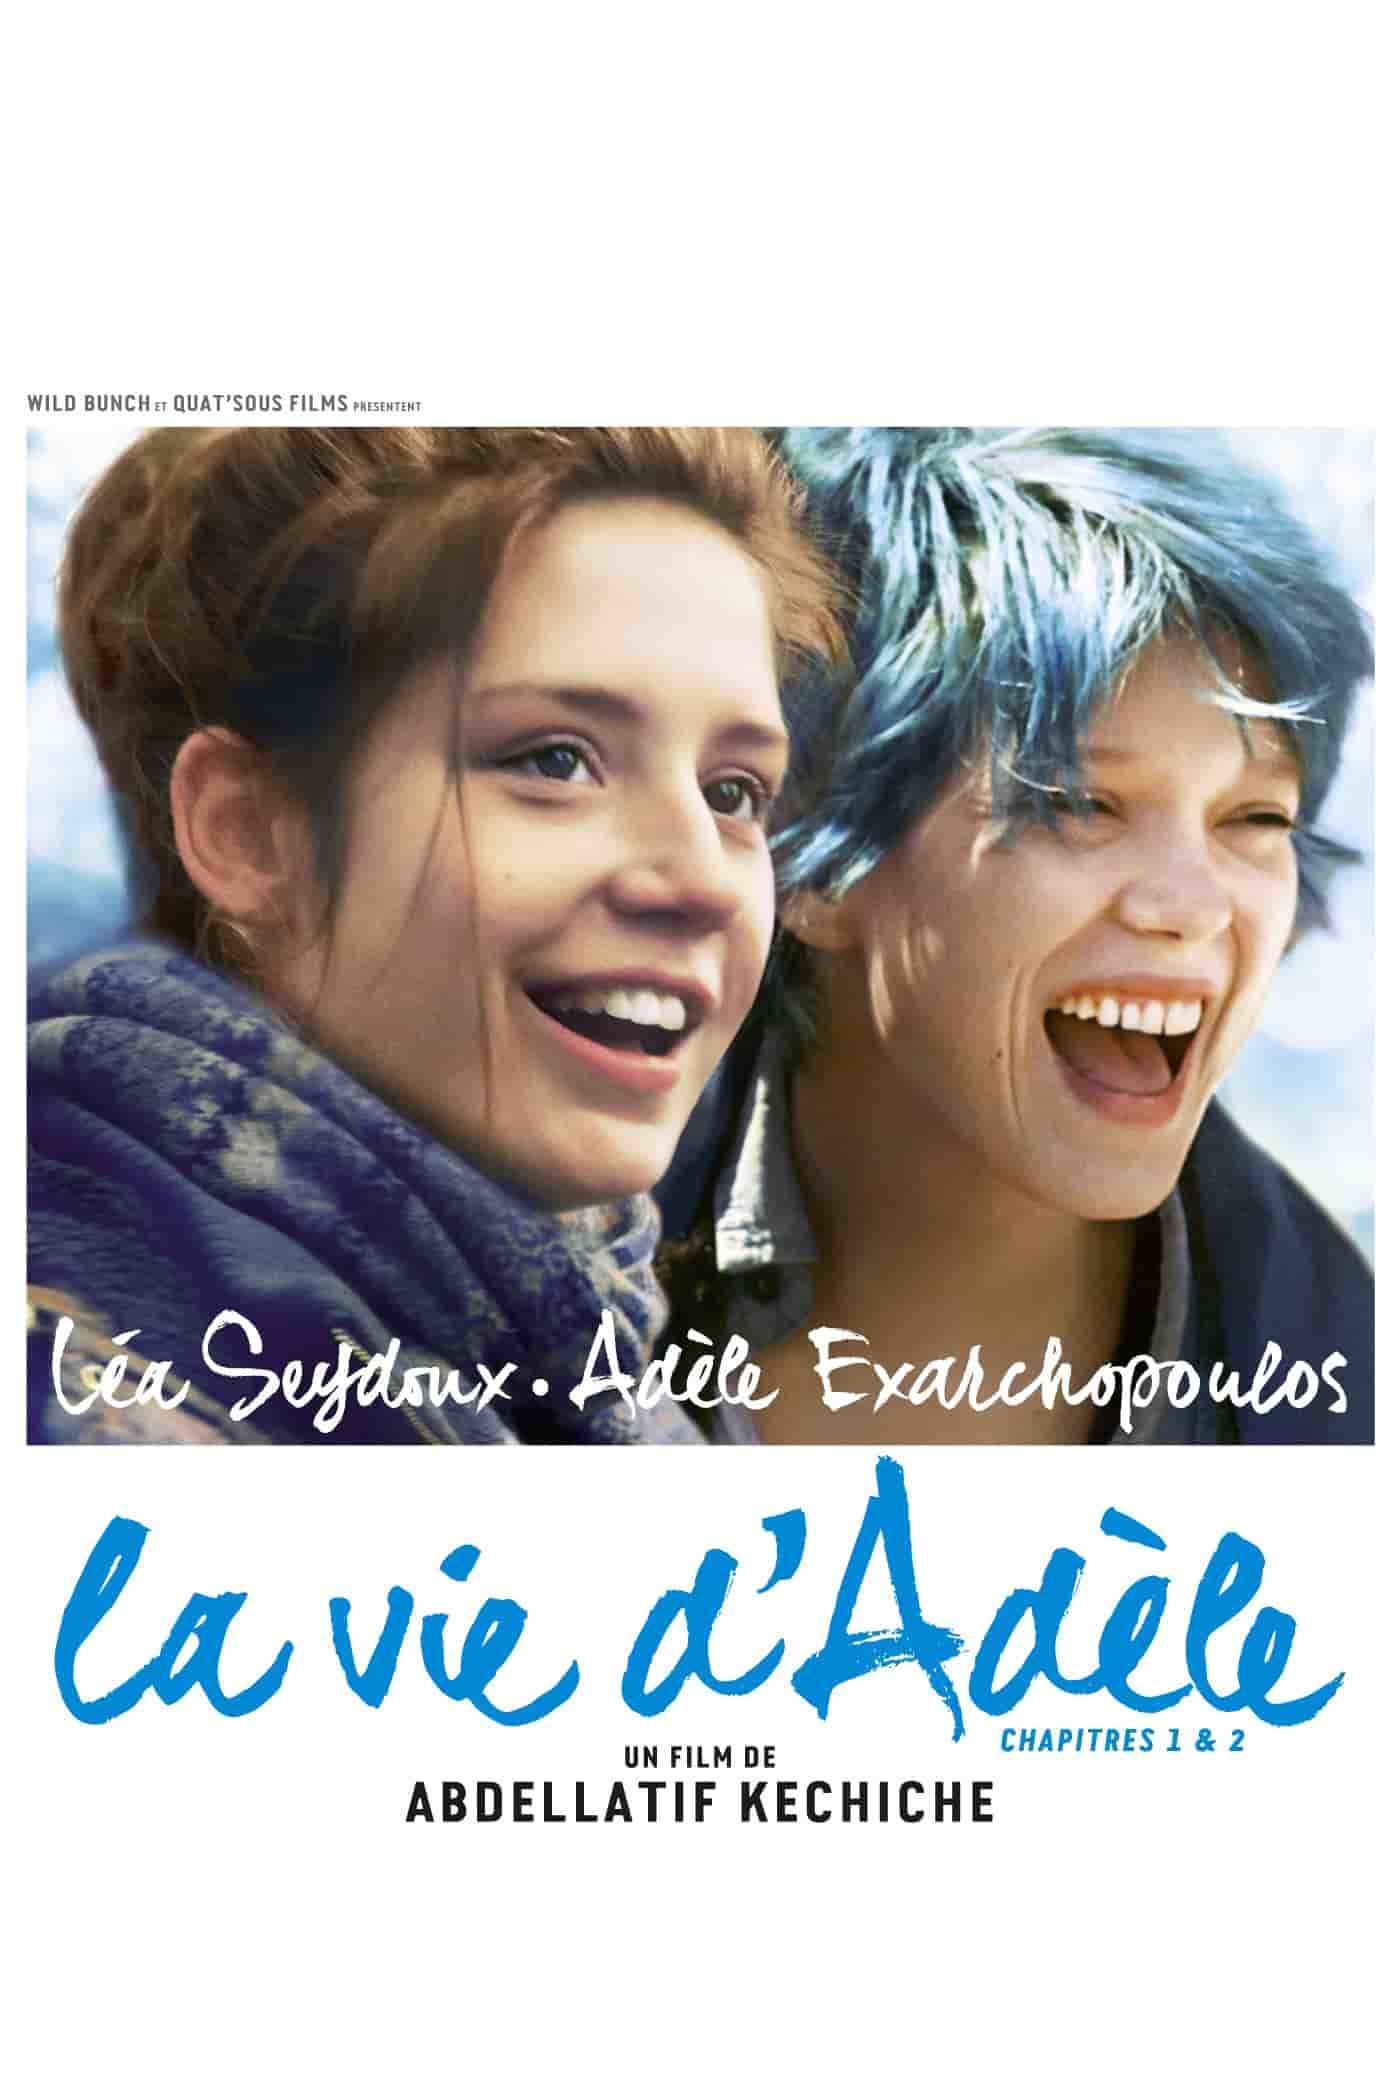 WILD BUNCH ET QUAT'SOUS FILMS PRESENTENT
Léa Seydoux • Adèle Exarchopoulos
la vie d'Adèle
CHAPITRES 1 & 2
UN FILM DE
ABDELLATIF KECHICHE